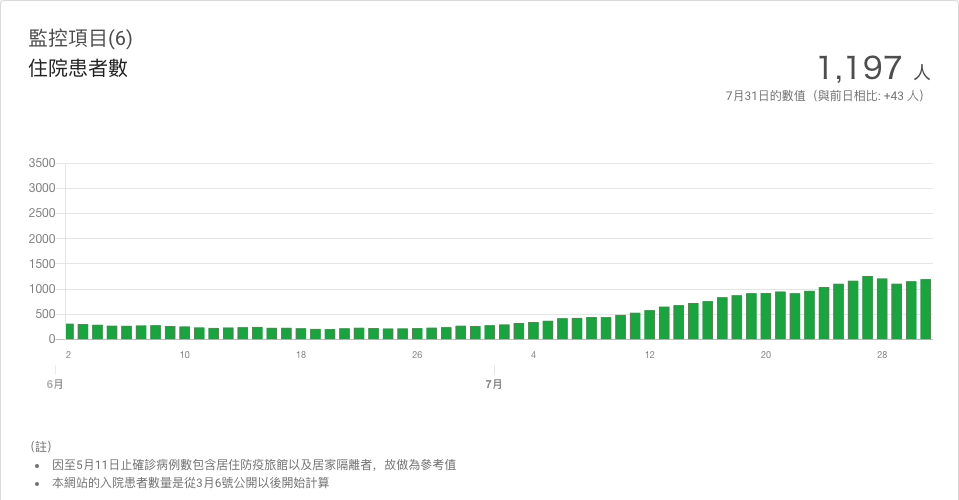 監控項目(6)
住院患者數
1,197 人
7月31日的數值（與前日相比: +43 人）
3500
3000
2500
2000
1500
1000
500
0
2 10 18 26 4 12 20 28
6月 7月
（註）
• 因至5月11日止確診病例數包含居住防疫旅館以及居家隔離者，故做為參考值
• 本網站的入院患者數量是從3月6號公開以後開始計算